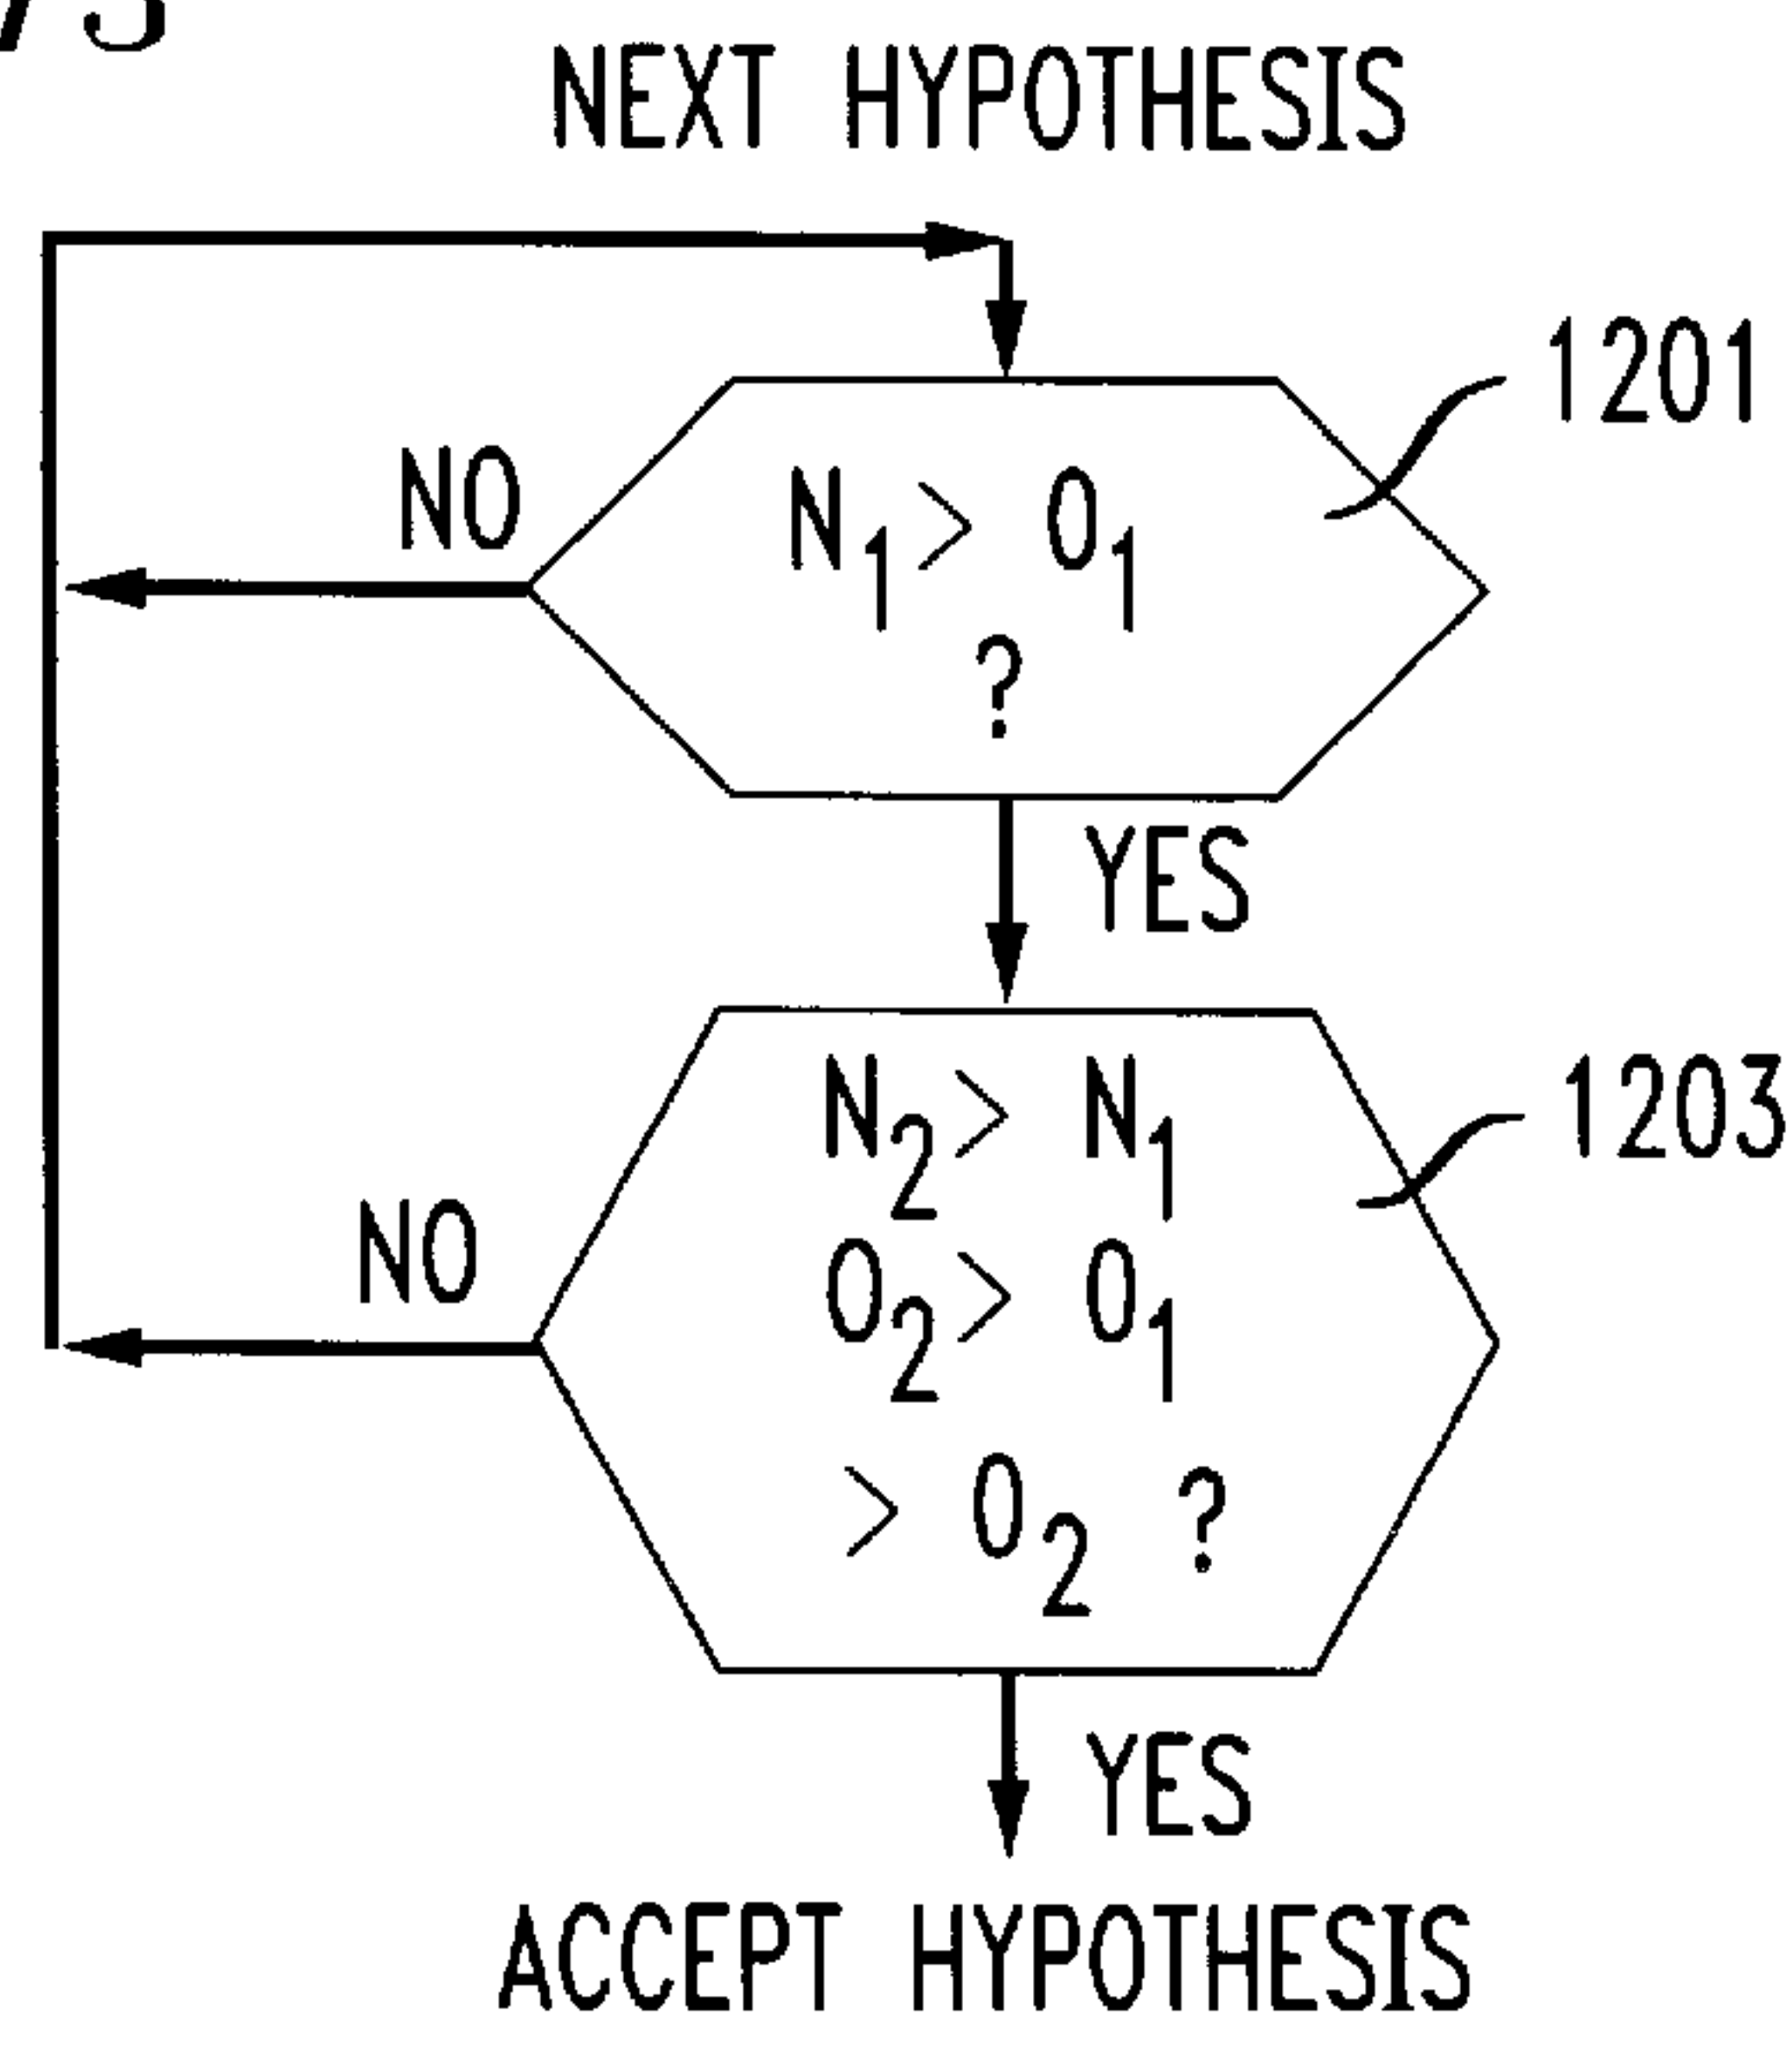 NEXT HYPOTHESIS
1201
NO
N₁ > O₁
?
YES
1203
N₂ > N₁
NO
O₂ > O₁
> O₂ ?
YES
ACCEPT HYPOTHESIS